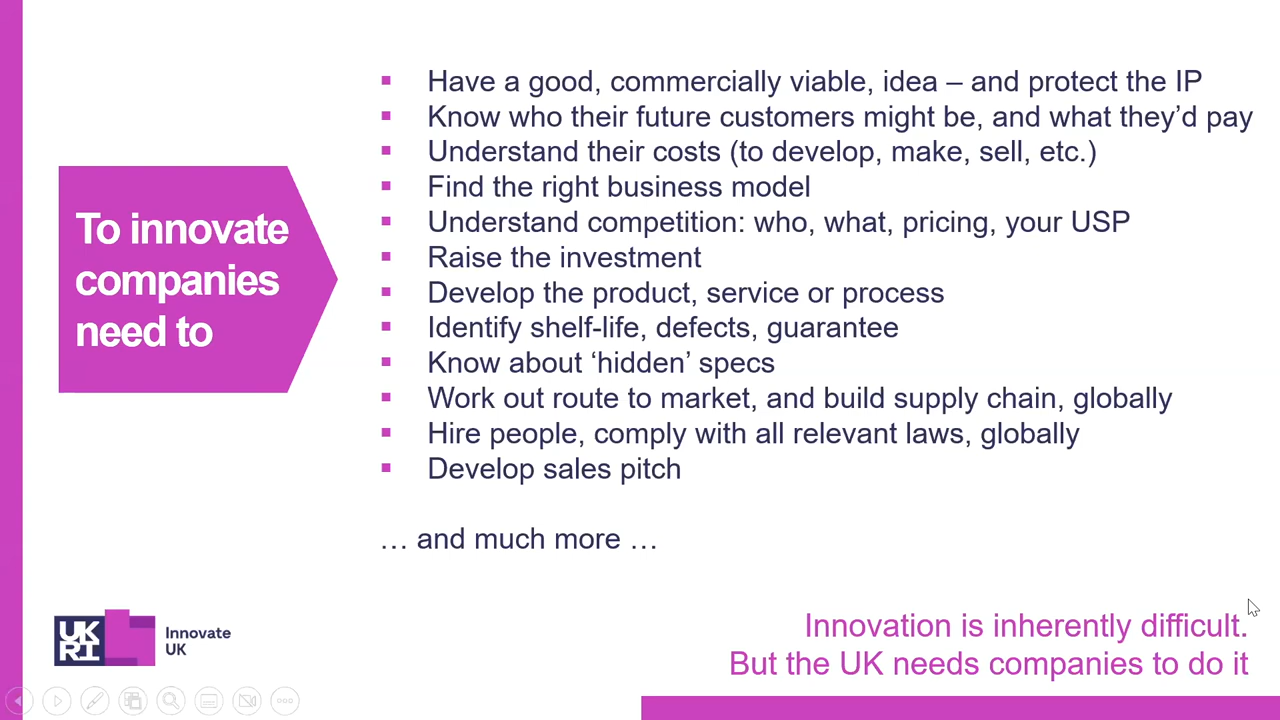 To innovate
companies
need to
Have a good, commercially viable, idea – and protect the IP
Know who their future customers might be, and what they’d pay
Understand their costs (to develop, make, sell, etc.)
Find the right business model
Understand competition: who, what, pricing, your USP
Raise the investment
Develop the product, service or process
Identify shelf-life, defects, guarantee
Know about ‘hidden’ specs
Work out route to market, and build supply chain, globally
Hire people, comply with all relevant laws, globally
Develop sales pitch
… and much more …
UK
RI
Innovate
UK
Innovation is inherently difficult.
But the UK needs companies to do it